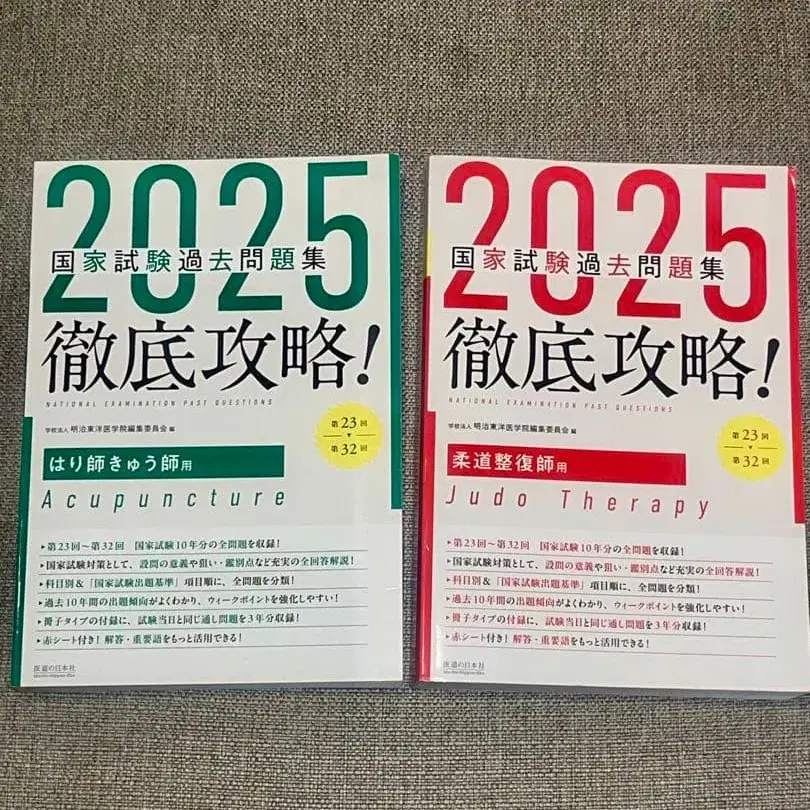 2025
国家試験過去問題集
徹底攻略!
NATIONAL EXAMINATION PAST QUESTIONS
学校法人 明治東洋医学院編集委員会 編
第23回
▼
第32回
はり師きゅう師用
Acupuncture
▶第23回〜第32回 国家試験10年分の全問題を収録!
▶国家試験対策として、設問の意義や狙い・鑑別点など充実の全回答解説!
▶科目別&「国家試験出題基準」項目順に、全問題を分類!
▶過去10年間の出題傾向がよくわかり、ウィークポイントを強化しやすい!
▶冊子タイプの付録に、試験当日と同じ通し問題を3年分収録!
▶赤シート付き! 解答・重要語をもっと活用できる!
医道の日本社
2025
国家試験過去問題集
徹底攻略!
NATIONAL EXAMINATION PAST QUESTIONS
学校法人 明治東洋医学院編集委員会 編
第23回
▼
第32回
柔道整復師用
Judo Therapy
▶第23回〜第32回 国家試験10年分の全問題を収録!
▶国家試験対策として、設問の意義や狙い・鑑別点など充実の全回答解説!
▶科目別&「国家試験出題基準」項目順に、全問題を分類!
▶過去10年間の出題傾向がよくわかり、ウィークポイントを強化しやすい!
▶冊子タイプの付録に、試験当日と同じ通し問題を3年分収録!
▶赤シート付き! 解答・重要語をもっと活用できる!
医道の日本社